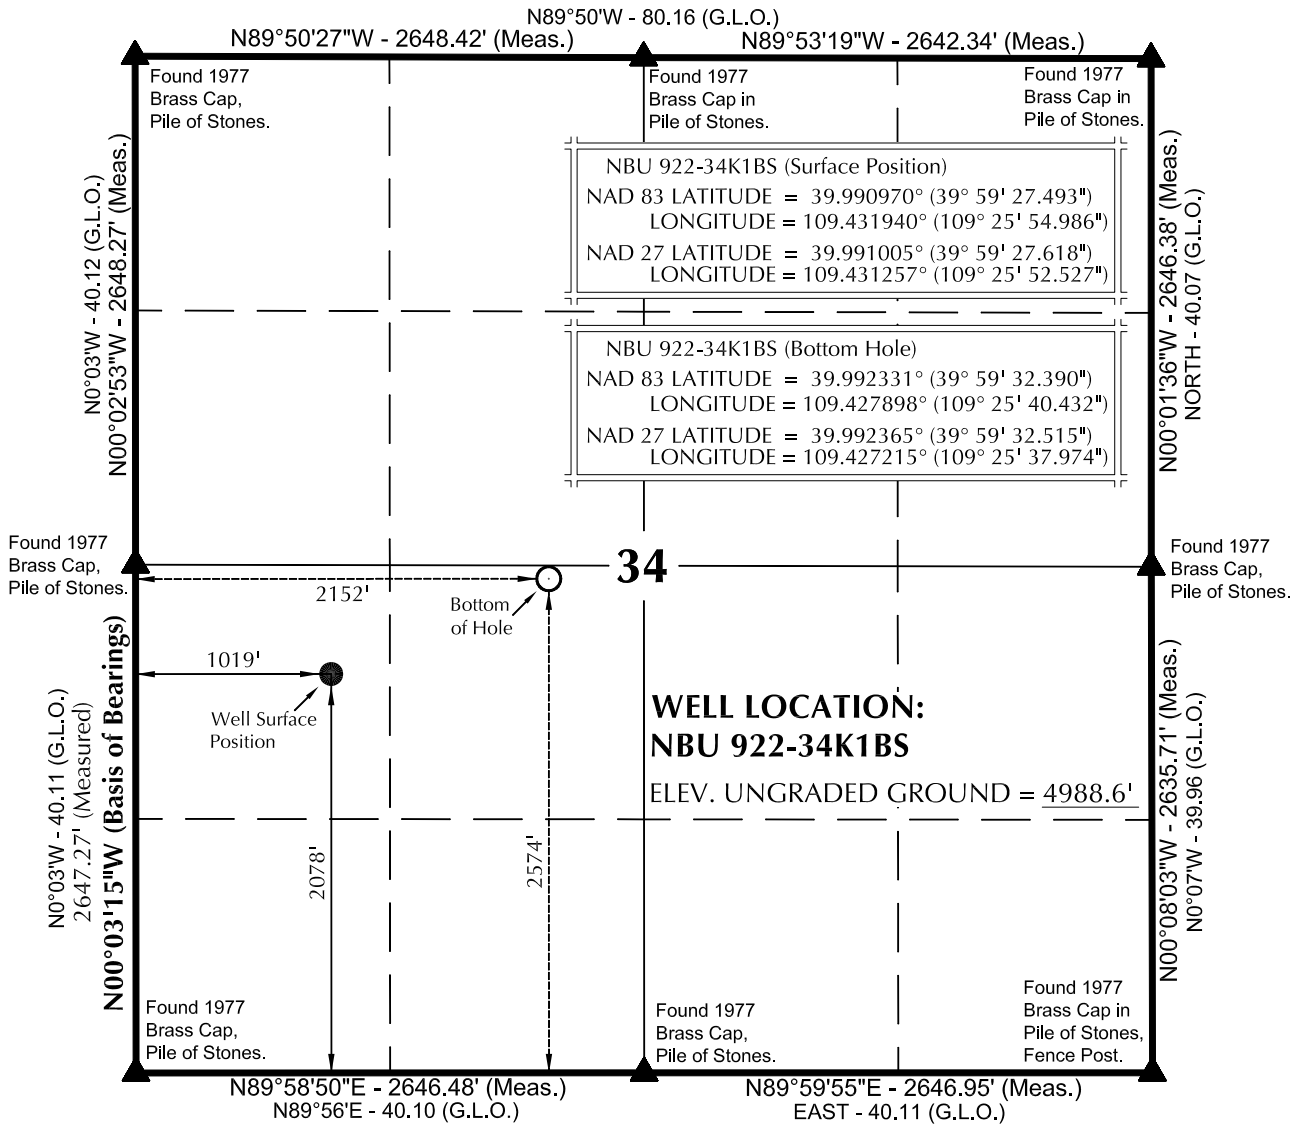 N89°50'W - 80.16 (G.L.O.)
N89°50'27"W - 2648.42' (Meas.)
N89°53'19"W - 2642.34' (Meas.)
Found 1977
Brass Cap,
Pile of Stones.
Found 1977
Brass Cap in
Pile of Stones.
Found 1977
Brass Cap in
Pile of Stones.
N0°03'W - 40.12 (G.L.O.)
N00°02'53"W - 2648.27' (Meas.)
NBU 922-34K1BS (Surface Position)
NAD 83 LATITUDE = 39.990970° (39° 59' 27.493")
LONGITUDE = 109.431940° (109° 25' 54.986")
NAD 27 LATITUDE = 39.991005° (39° 59' 27.618")
LONGITUDE = 109.431257° (109° 25' 52.527")
NBU 922-34K1BS (Bottom Hole)
NAD 83 LATITUDE = 39.992331° (39° 59' 32.390")
LONGITUDE = 109.427898° (109° 25' 40.432")
NAD 27 LATITUDE = 39.992365° (39° 59' 32.515")
LONGITUDE = 109.427215° (109° 25' 37.974")
N00°01'36"W - 2646.38' (Meas.)
NORTH - 40.07 (G.L.O.)
Found 1977
Brass Cap,
Pile of Stones.
34
Found 1977
Brass Cap,
Pile of Stones.
2152'
Bottom
of Hole
1019'
Well Surface
Position
WELL LOCATION:
NBU 922-34K1BS
ELEV. UNGRADED GROUND = 4988.6'
N0°03'W - 40.11 (G.L.O.)
2647.27' (Measured)
N00°03'15"W (Basis of Bearings)
2078'
2574'
N00°08'03"W - 2635.71' (Meas.)
N0°07'W - 39.96 (G.L.O.)
Found 1977
Brass Cap,
Pile of Stones.
Found 1977
Brass Cap,
Pile of Stones.
Found 1977
Brass Cap in
Pile of Stones,
Fence Post.
N89°58'50"E - 2646.48' (Meas.)
N89°56'E - 40.10 (G.L.O.)
N89°59'55"E - 2646.95' (Meas.)
EAST - 40.11 (G.L.O.)